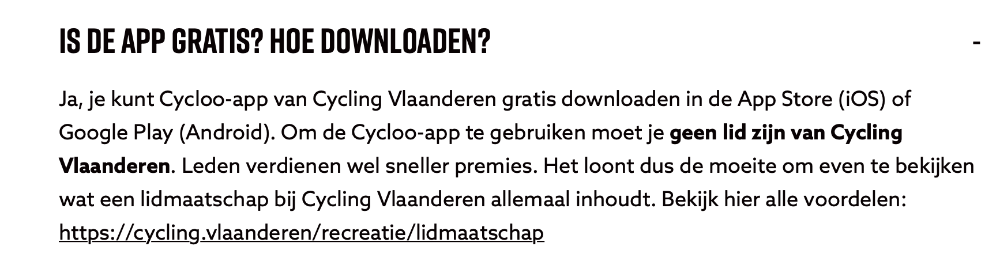 IS DE APP GRATIS? HOE DOWNLOADEN? -
Ja, je kunt Cycloo-app van Cycling Vlaanderen gratis downloaden in de App Store (iOS) of
Google Play (Android). Om de Cycloo-app te gebruiken moet je geen lid zijn van Cycling
Vlaanderen. Leden verdienen wel sneller premies. Het loont dus de moeite om even te bekijken
wat een lidmaatschap bij Cycling Vlaanderen allemaal inhoudt. Bekijk hier alle voordelen:
https://cycling.vlaanderen/recreatie/lidmaatschap